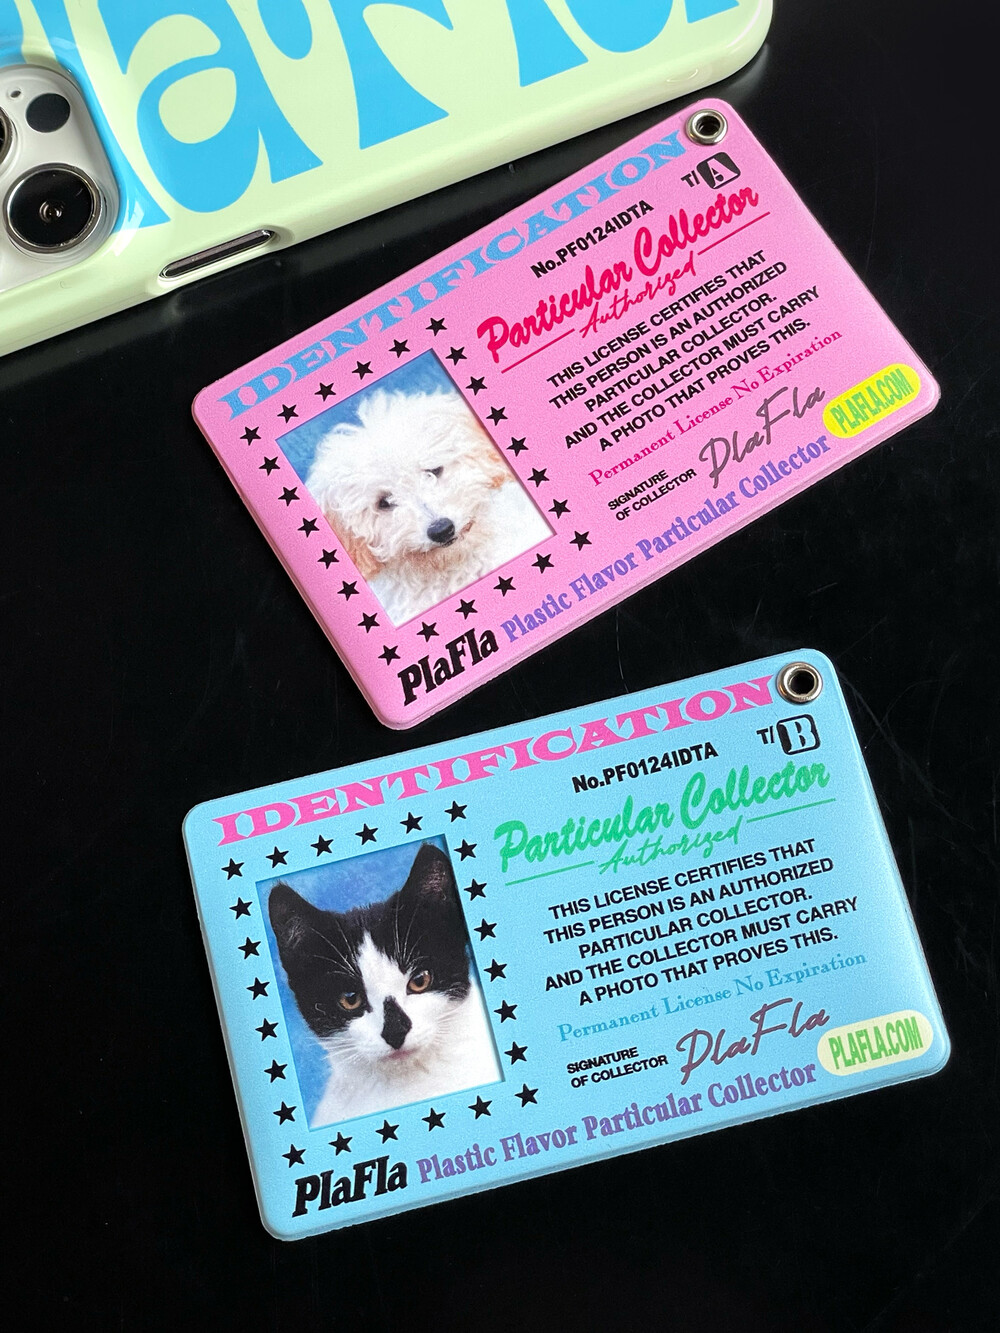 IDENTIFICATION
T/A
No.PF0124IDTA
Particular Collector
Authorized
THIS LICENSE CERTIFIES THAT
THIS PERSON IS AN AUTHORIZED
PARTICULAR COLLECTOR.
AND THE COLLECTOR MUST CARRY
A PHOTO THAT PROVES THIS.
Permanent License No Expiration
SIGNATURE
OF COLLECTOR
PlaFla
PLAFLA.COM
PlaFla Plastic Flavor Particular Collector
IDENTIFICATION
T/B
No.PF0124IDTA
Particular Collector
Authorized
THIS LICENSE CERTIFIES THAT
THIS PERSON IS AN AUTHORIZED
PARTICULAR COLLECTOR.
AND THE COLLECTOR MUST CARRY
A PHOTO THAT PROVES THIS.
Permanent License No Expiration
SIGNATURE
OF COLLECTOR
PlaFla
PLAFLA.COM
PlaFla Plastic Flavor Particular Collector